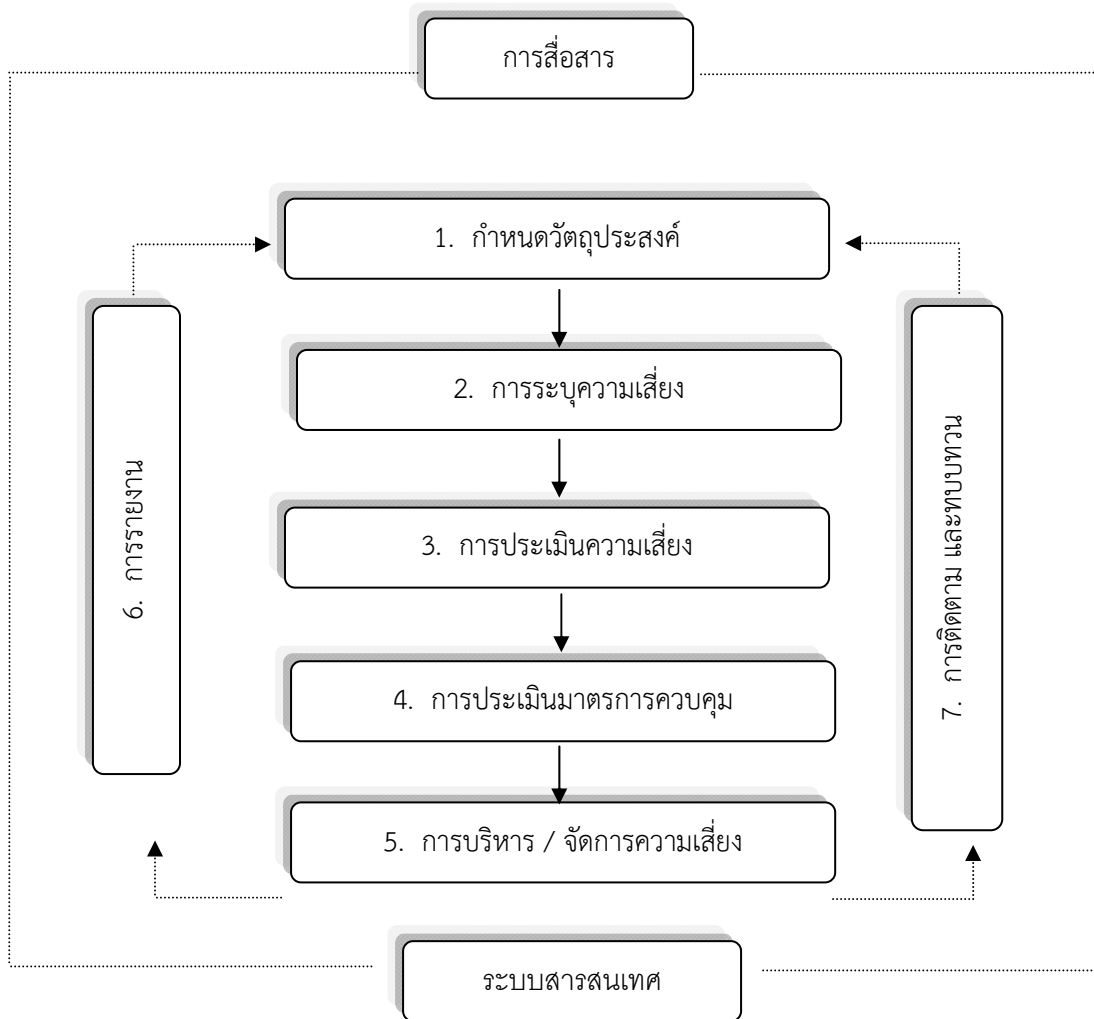 การสื่อสาร
1. กำหนดวัตถุประสงค์
2. การระบุความเสี่ยง
3. การประเมินความเสี่ยง
4. การประเมินมาตรการควบคุม
5. การบริหาร / จัดการความเสี่ยง
6. การรายงาน
7. การติดตาม และทบทวน
ระบบสารสนเทศ